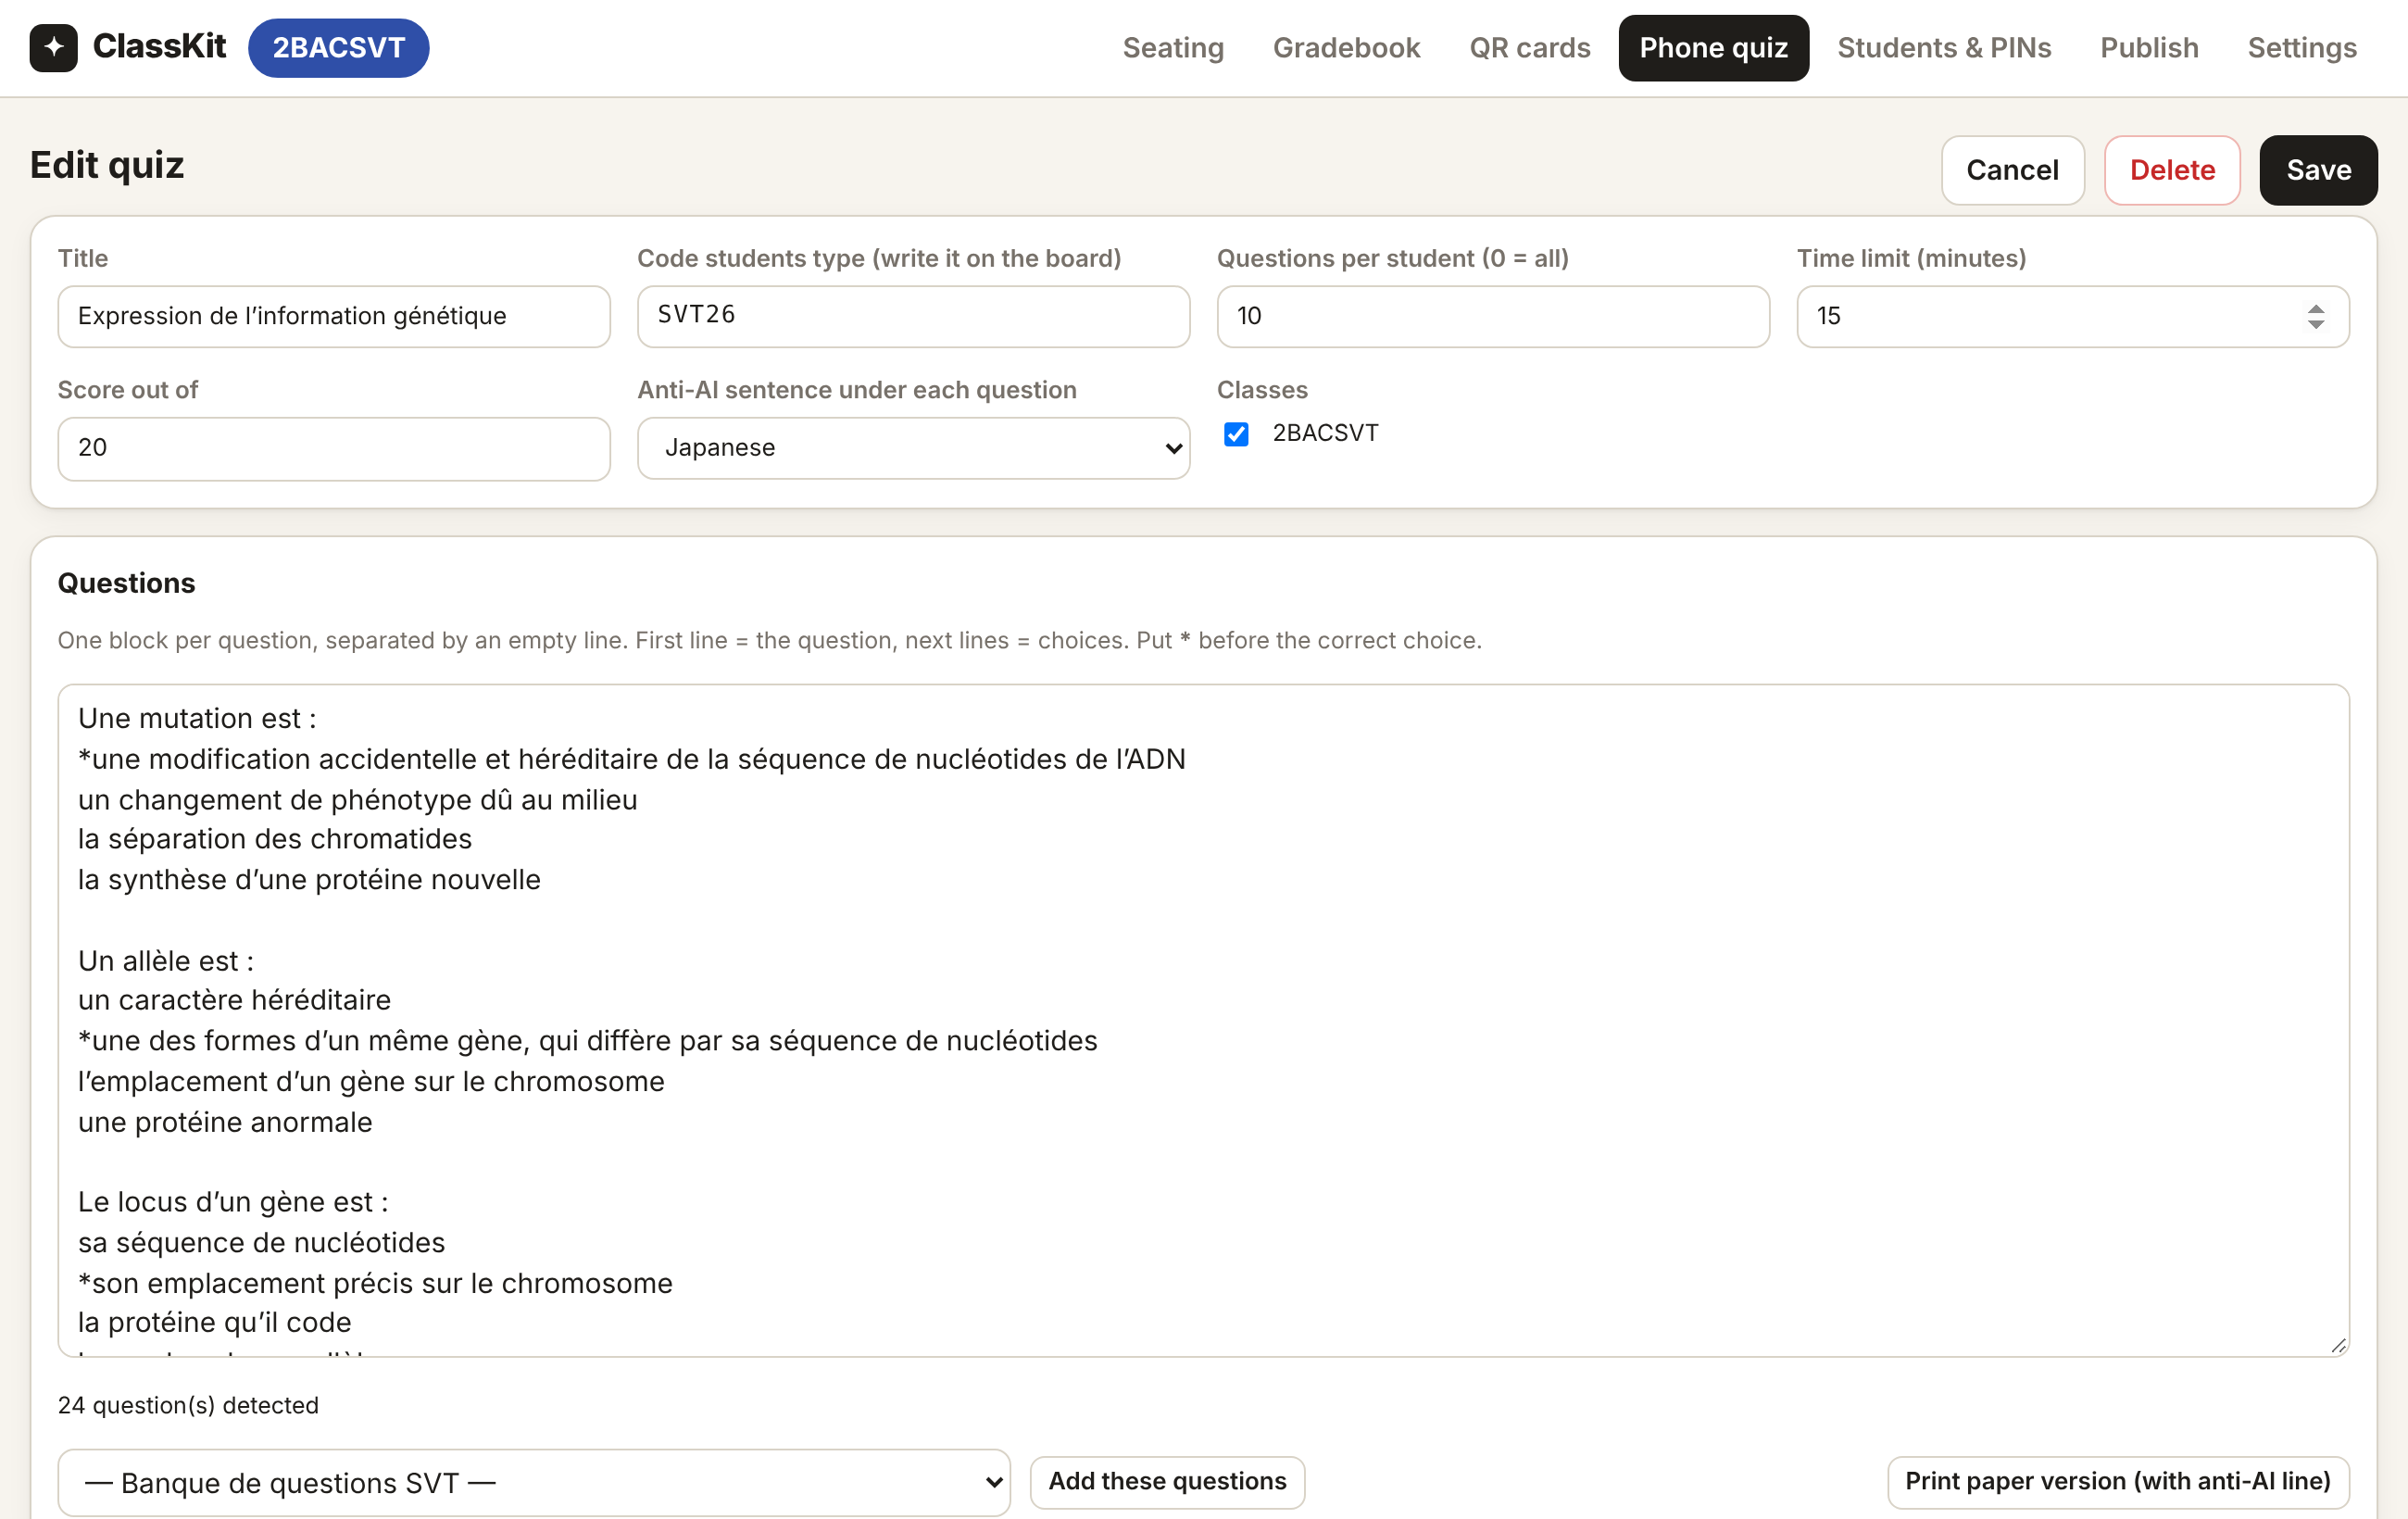 ClassKit
2BACSVT
Seating
Gradebook
QR cards
Phone quiz
Students & PINs
Publish
Settings
Edit quiz
Cancel
Delete
Save
Title
Code students type (write it on the board)
Questions per student (0 = all)
Time limit (minutes)
Expression de l’information génétique
SVT26
10
15
Score out of
Anti-AI sentence under each question
Classes
20
Japanese
2BACSVT
Questions
One block per question, separated by an empty line. First line = the question, next lines = choices. Put * before the correct choice.
Une mutation est :
*une modification accidentelle et héréditaire de la séquence de nucléotides de l’ADN
un changement de phénotype dû au milieu
la séparation des chromatides
la synthèse d’une protéine nouvelle
Un allèle est :
un caractère héréditaire
*une des formes d’un même gène, qui diffère par sa séquence de nucléotides
l’emplacement d’un gène sur le chromosome
une protéine anormale
Le locus d’un gène est :
sa séquence de nucléotides
*son emplacement précis sur le chromosome
la protéine qu’il code
24 question(s) detected
— Banque de questions SVT —
Add these questions
Print paper version (with anti-AI line)